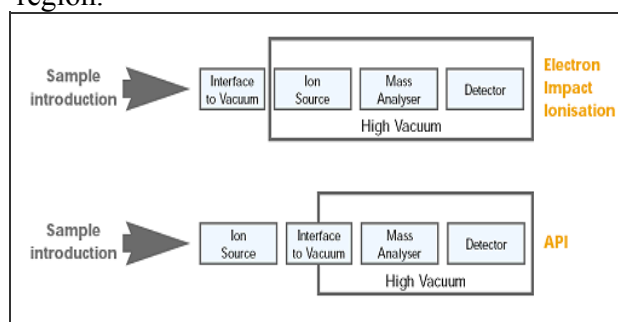 region.
Sample
introduction
Interface
to Vacuum
Ion
Source
Mass
Analyser
Detector
High Vacuum
Electron
Impact
Ionisation
Sample
introduction
Ion
Source
Interface
to Vacuum
Mass
Analyser
Detector
High Vacuum
API